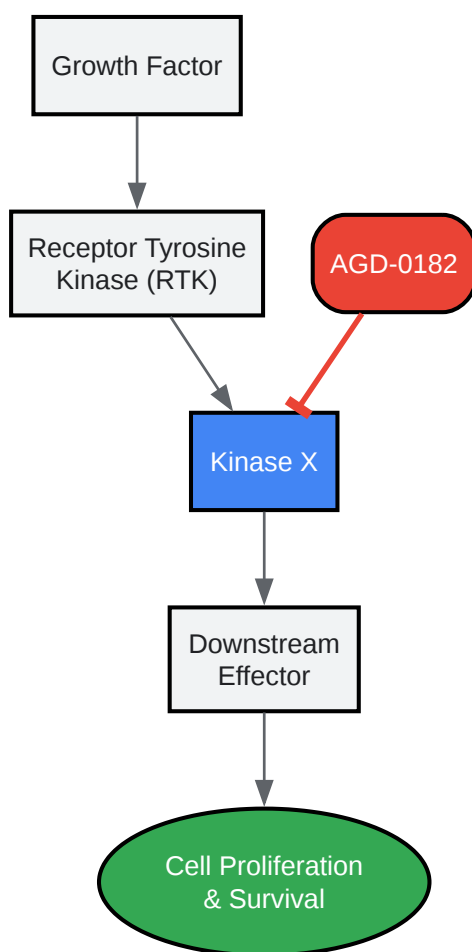 Growth Factor
Receptor Tyrosine
Kinase (RTK)
AGD-0182
Kinase X
Downstream
Effector
Cell Proliferation
& Survival